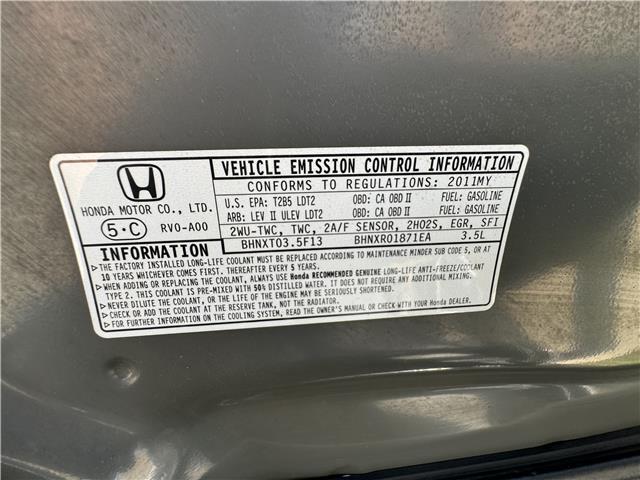 HONDA MOTOR CO., LTD.
5-C RV0-A00
VEHICLE EMISSION CONTROL INFORMATION
CONFORMS TO REGULATIONS: 2011MY
U.S. EPA: T2B5 LDT2 OBD: CA OBD II FUEL: GASOLINE
ARB: LEV II ULEV LDT2 OBD: CA OBD II FUEL: GASOLINE
2WU-TWC, TWC, 2A/F SENSOR, 2HO2S, EGR, SFI
BHNXT03.5F13 BHNXR01871EA 3.5L
INFORMATION
▶THE FACTORY INSTALLED LONG-LIFE COOLANT MUST BE REPLACED ACCORDING TO MAINTENANCE MINDER SUB CODE 5, OR AT
10 YEARS WHICHEVER COMES FIRST. THEREAFTER EVERY 5 YEARS.
▶WHEN ADDING OR REPLACING THE COOLANT, ALWAYS USE Honda RECOMMENDED GENUINE LONG-LIFE ANTI-FREEZE/COOLANT
TYPE 2. THIS COOLANT IS PRE-MIXED WITH 50% DISTILLED WATER. IT DOES NOT REQUIRE ANY ADDITIONAL MIXING.
▶NEVER DILUTE THE COOLANT, OR THE LIFE OF THE ENGINE MAY BE SERIOUSLY SHORTENED.
▶CHECK OR ADD THE COOLANT AT THE RESERVE TANK, NOT THE RADIATOR.
▶FOR FURTHER INFORMATION ON THE COOLING SYSTEM, READ THE OWNER'S MANUAL OR CHECK WITH YOUR Honda DEALER.